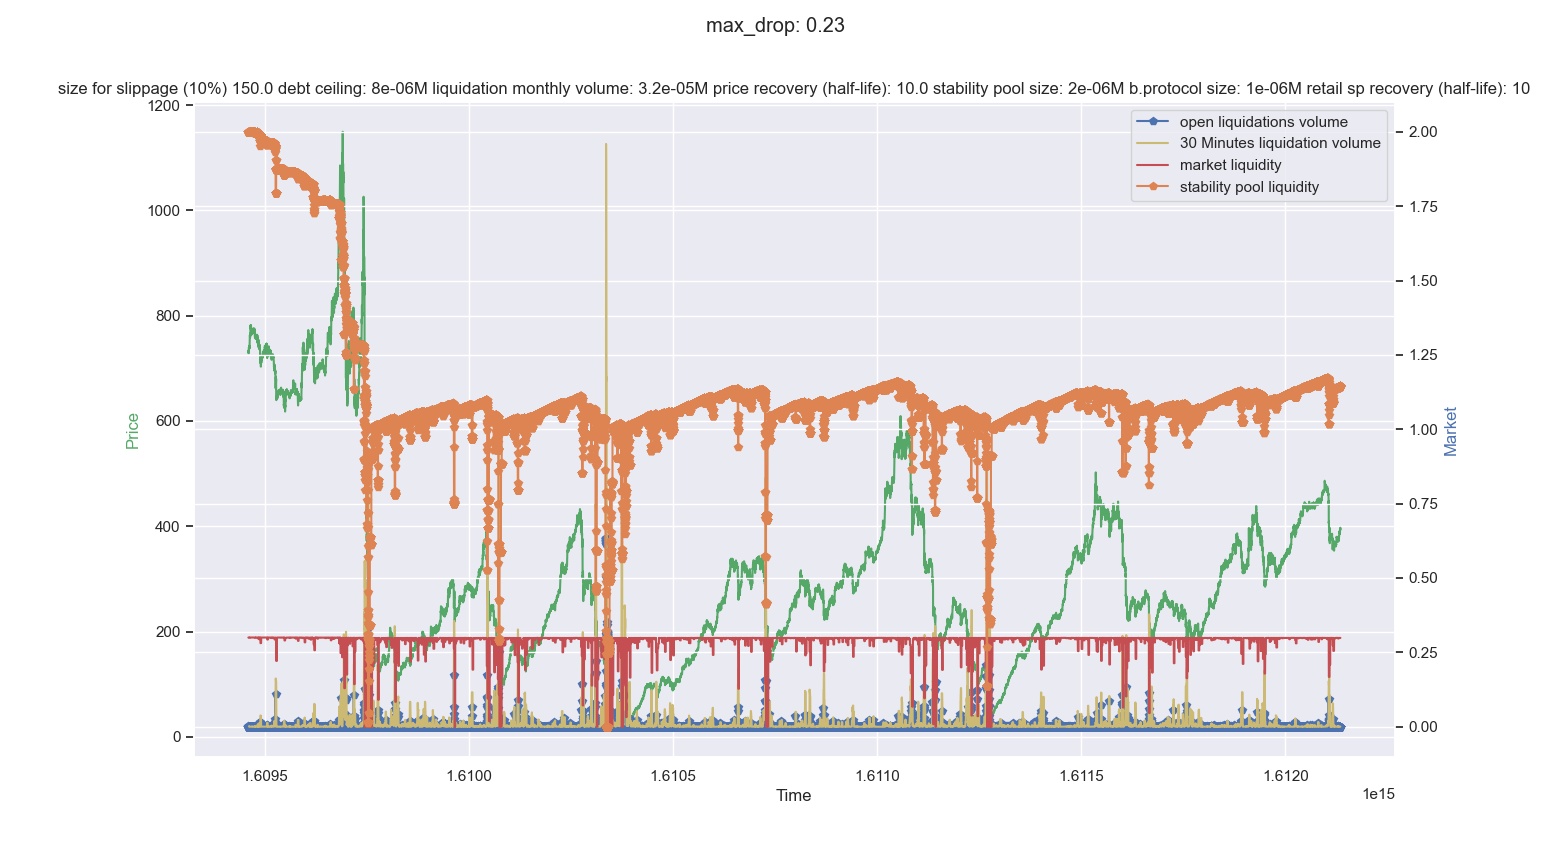 max_drop: 0.23
size for slippage (10%) 150.0 debt ceiling: 8e-06M liquidation monthly volume: 3.2e-05M price recovery (half-life): 10.0 stability pool size: 2e-06M b.protocol size: 1e-06M retail sp recovery (half-life): 10
open liquidations volume
30 Minutes liquidation volume
market liquidity
stability pool liquidity
1200
1000
800
600
400
200
0
Price
2.00
1.75
1.50
1.25
1.00
0.75
0.50
0.25
0.00
Market
1.6095
1.6100
1.6105
1.6110
1.6115
1.6120
1e15
Time